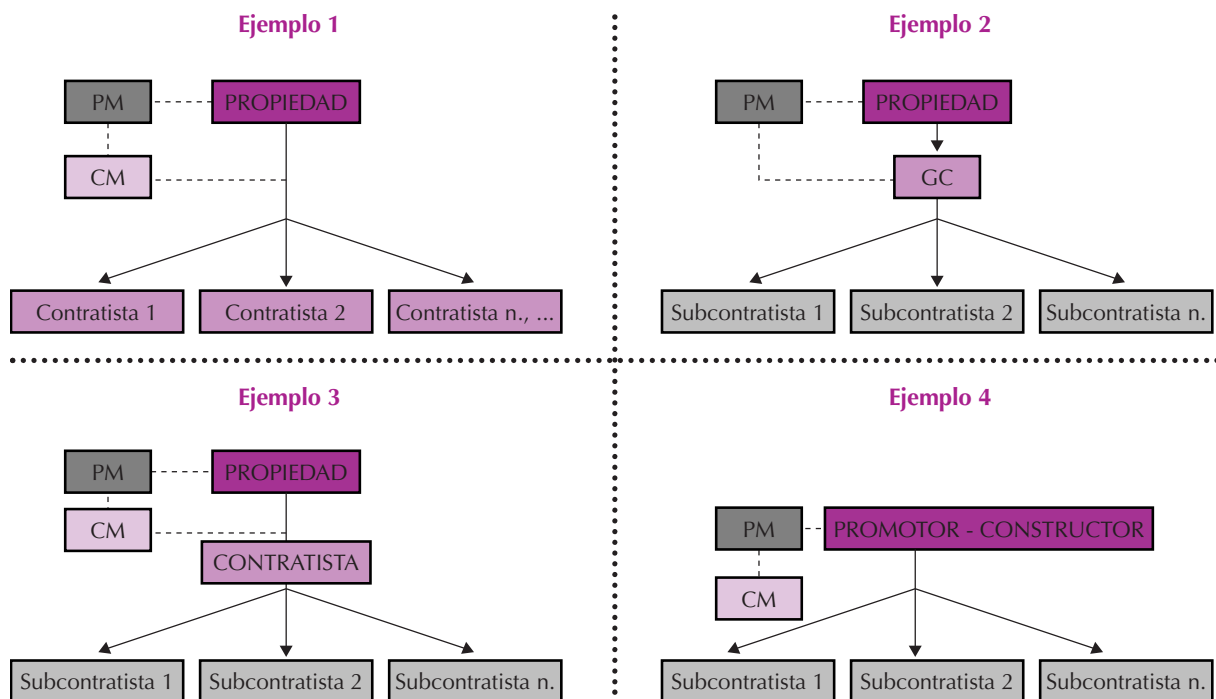 Ejemplo 1
PM
PROPIEDAD
CM
Contratista 1
Contratista 2
Contratista n., ...
Ejemplo 2
PM
PROPIEDAD
GC
Subcontratista 1
Subcontratista 2
Subcontratista n.
Ejemplo 3
PM
PROPIEDAD
CM
CONTRATISTA
Subcontratista 1
Subcontratista 2
Subcontratista n.
Ejemplo 4
PM
PROMOTOR - CONSTRUCTOR
CM
Subcontratista 1
Subcontratista 2
Subcontratista n.